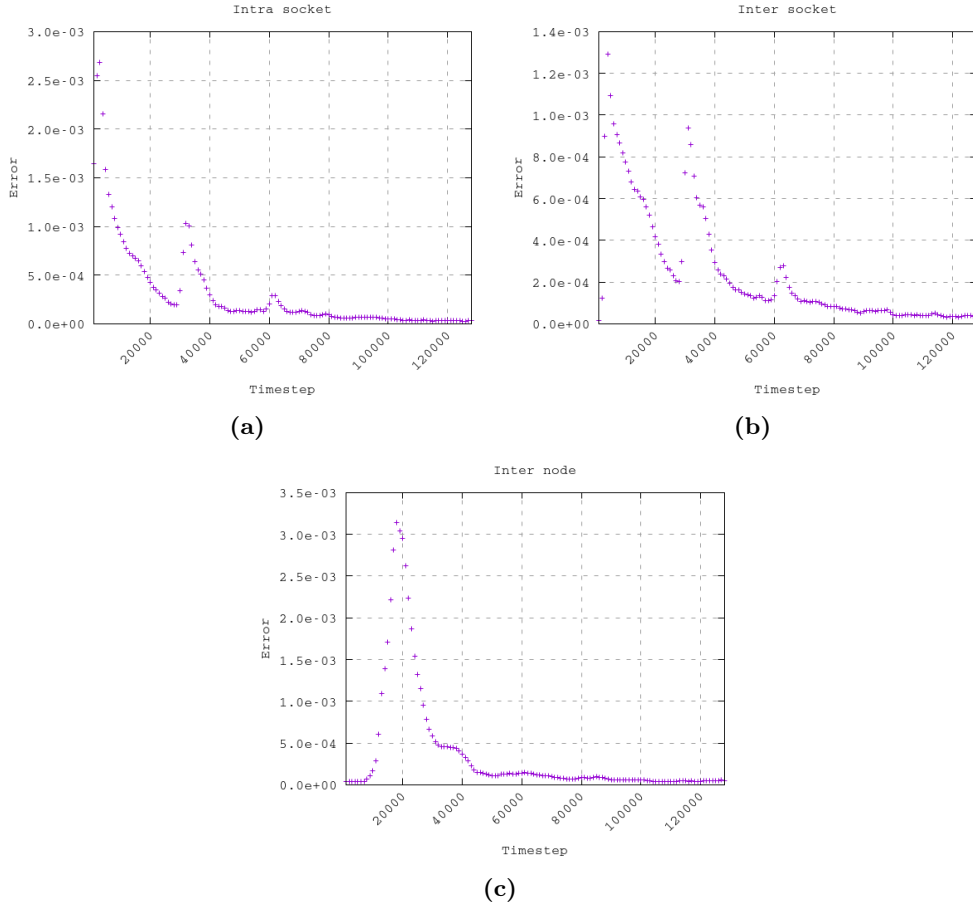 Intra socket
3.0e-03
2.5e-03
2.0e-03
1.5e-03
1.0e-03
5.0e-04
0.0e+00
Error
20000
40000
60000
80000
100000
120000
Timestep
(a)
Inter socket
1.4e-03
1.2e-03
1.0e-03
8.0e-04
6.0e-04
4.0e-04
2.0e-04
0.0e+00
Error
20000
40000
60000
80000
100000
120000
Timestep
(b)
Inter node
3.5e-03
3.0e-03
2.5e-03
2.0e-03
1.5e-03
1.0e-03
5.0e-04
0.0e+00
Error
20000
40000
60000
80000
100000
120000
Timestep
(c)